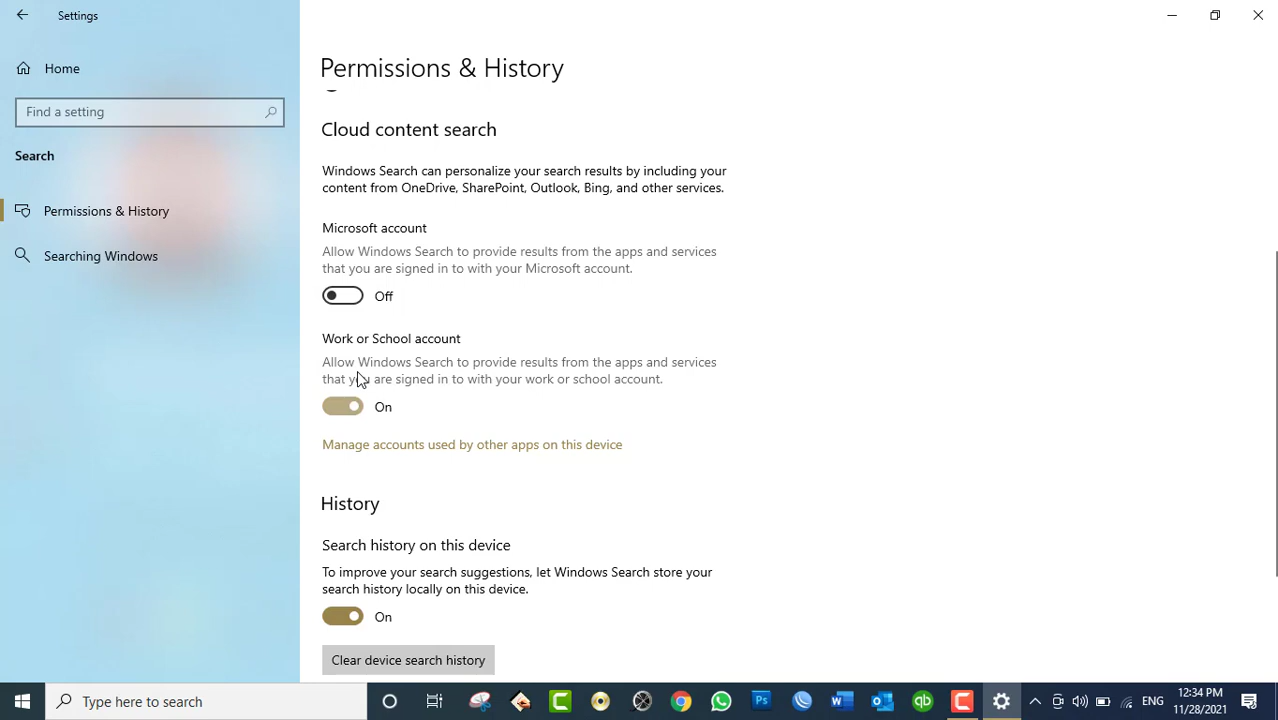 Settings
Home
Find a setting
Search
Permissions & History
Searching Windows
Permissions & History
Cloud content search
Windows Search can personalize your search results by including your
content from OneDrive, SharePoint, Outlook, Bing, and other services.
Microsoft account
Allow Windows Search to provide results from the apps and services
that you are signed in to with your Microsoft account.
Off
Work or School account
Allow Windows Search to provide results from the apps and services
that you are signed in to with your work or school account.
On
Manage accounts used by other apps on this device
History
Search history on this device
To improve your search suggestions, let Windows Search store your
search history locally on this device.
On
Clear device search history
Type here to search
Ps
W
qb
ENG
12:34 PM
11/28/2021